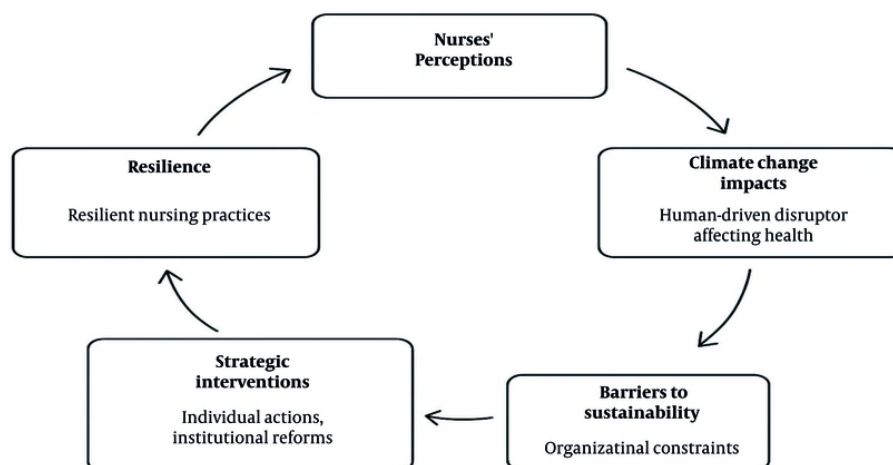 Nurses'
Perceptions
Climate change
impacts
Human-driven disruptor
affecting health
Barriers to
sustainability
Organizatinal constraints
Strategic
interventions
Individual actions,
institutional reforms
Resilience
Resilient nursing practices